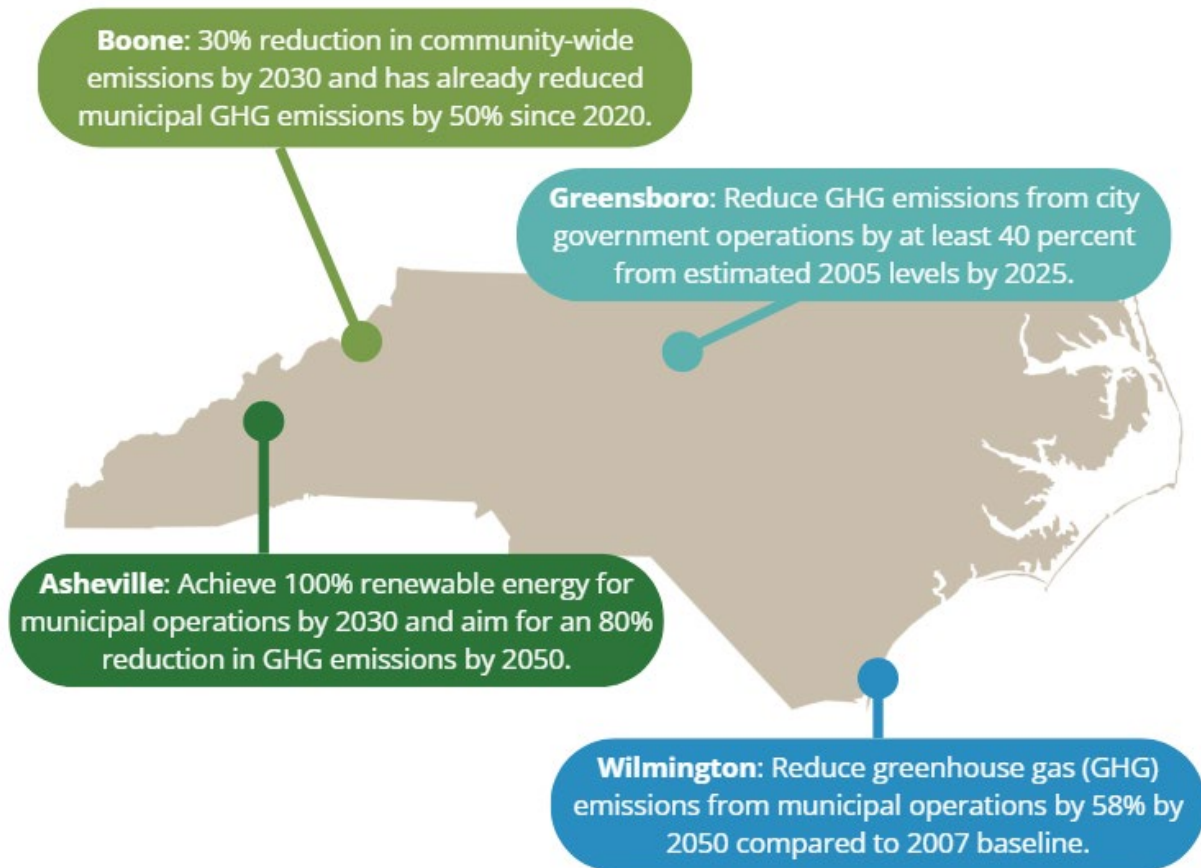 Boone: 30% reduction in community-wide
emissions by 2030 and has already reduced
municipal GHG emissions by 50% since 2020.
Greensboro: Reduce GHG emissions from city
government operations by at least 40 percent
from estimated 2005 levels by 2025.
Asheville: Achieve 100% renewable energy for
municipal operations by 2030 and aim for an 80%
reduction in GHG emissions by 2050.
Wilmington: Reduce greenhouse gas (GHG)
emissions from municipal operations by 58% by
2050 compared to 2007 baseline.